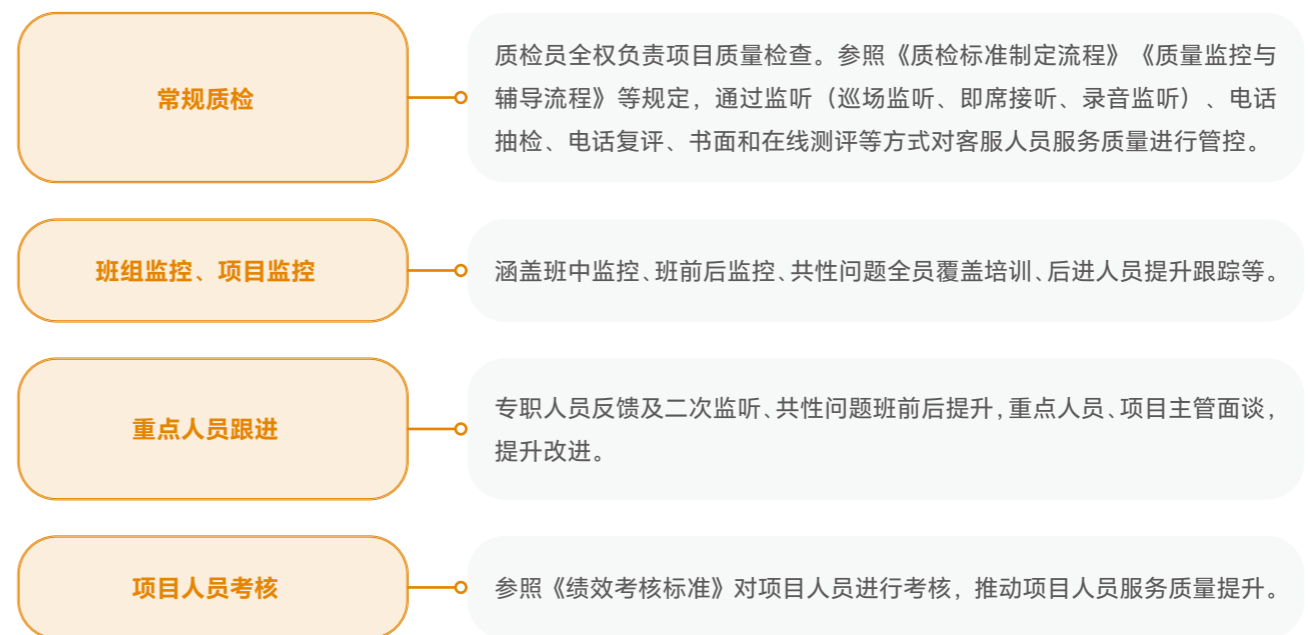 常规质检
质检员全权负责项目质量检查。参照《质检标准制定流程》《质量监控与
辅导流程》等规定，通过监听（巡场监听、即席接听、录音监听）、电话
抽检、电话复评、书面和在线测评等方式对客服人员服务质量进行管控。
班组监控、项目监控
涵盖班中监控、班前后监控、共性问题全员覆盖培训、后进人员提升跟踪等。
重点人员跟进
专职人员反馈及二次监听、共性问题班前后提升，重点人员、项目主管面谈，
提升改进。
项目人员考核
参照《绩效考核标准》对项目人员进行考核，推动项目人员服务质量提升。